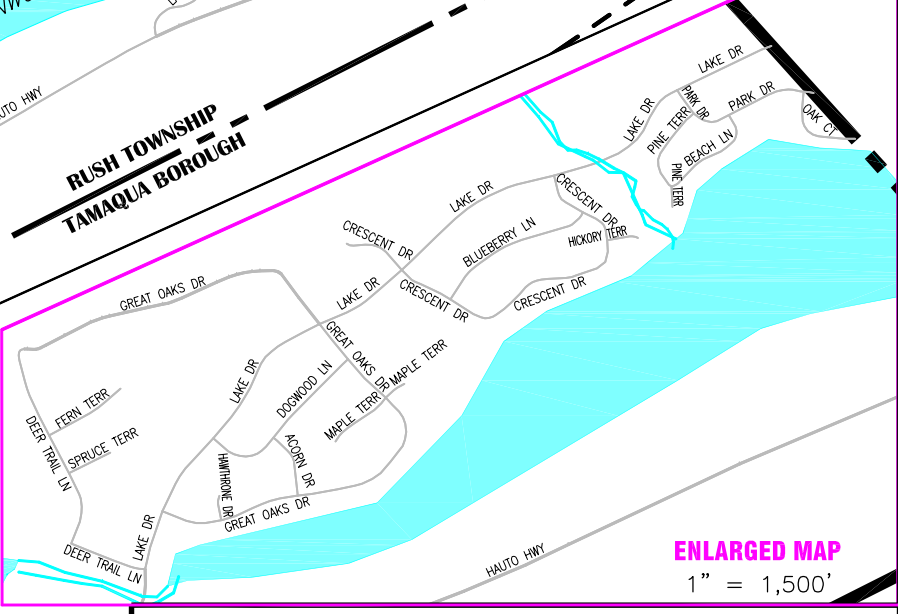 UTO HWY
RUSH TOWNSHIP
TAMAQUA BOROUGH
LAKE DR
PARK DR
PARK DR
OAK CT
LAKE DR
PINE TERR
BEACH LN
PINE TERR
LAKE DR
CRESCENT DR
CRESCENT DR
BLUEBERRY LN
HICKORY TERR
GREAT OAKS DR
LAKE DR
CRESCENT DR
CRESCENT DR
GREAT OAKS DR
MAPLE TERR
LAKE DR
DOGWOOD LN
MAPLE TERR
FERN TERR
DEER TRAIL LN
SPRUCE TERR
HAWTHRONE DR
ACORN DR
GREAT OAKS DR
LAKE DR
DEER TRAIL LN
HAUTO HWY
ENLARGED MAP
1" = 1,500'